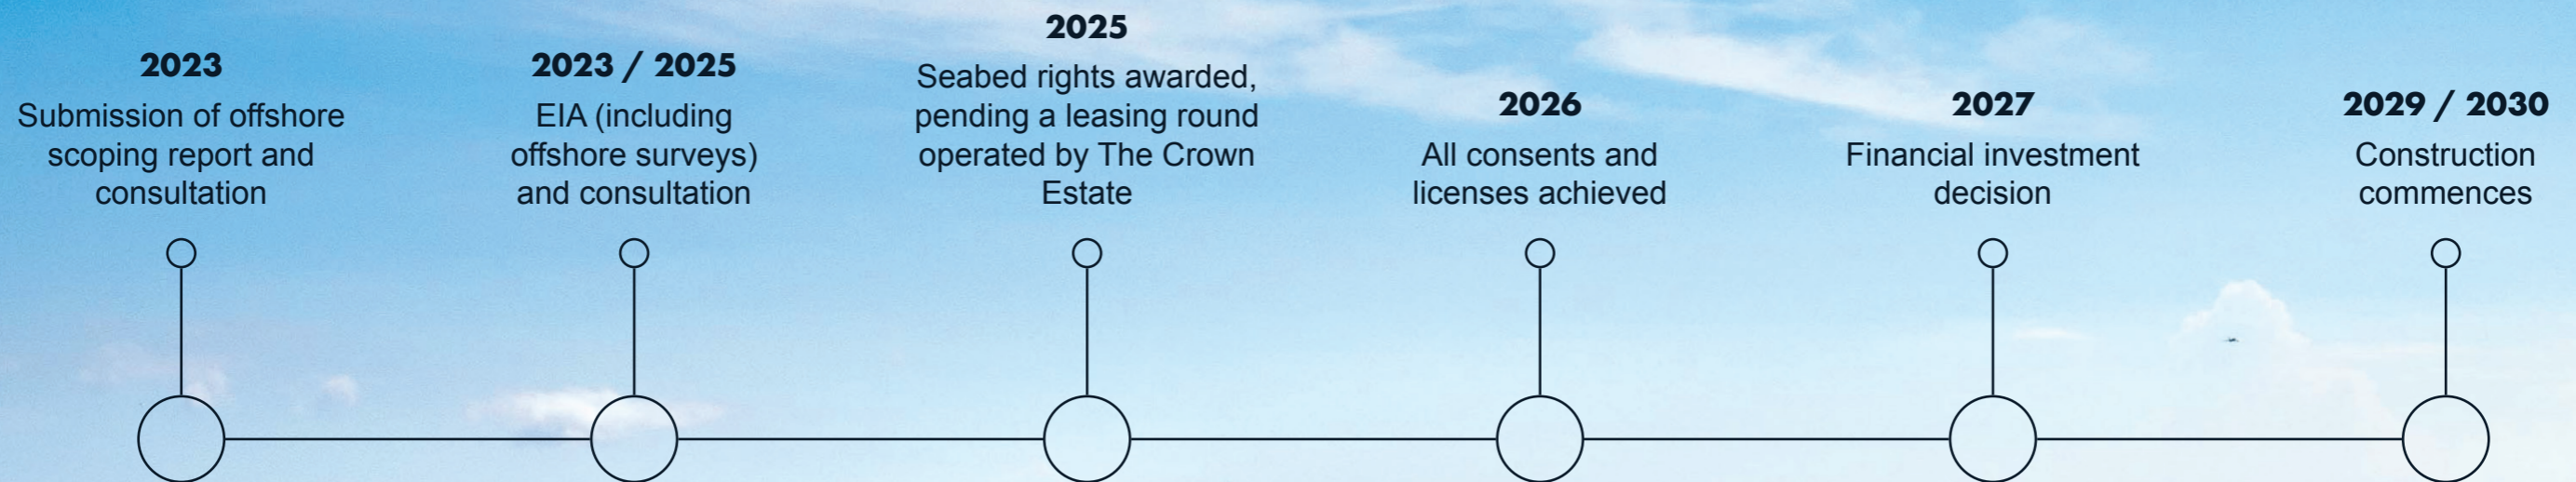 2023
Submission of offshore
scoping report and
consultation
2023 / 2025
EIA (including
offshore surveys)
and consultation
2025
Seabed rights awarded,
pending a leasing round
operated by The Crown
Estate
2026
All consents and
licenses achieved
2027
Financial investment
decision
2029 / 2030
Construction
commences